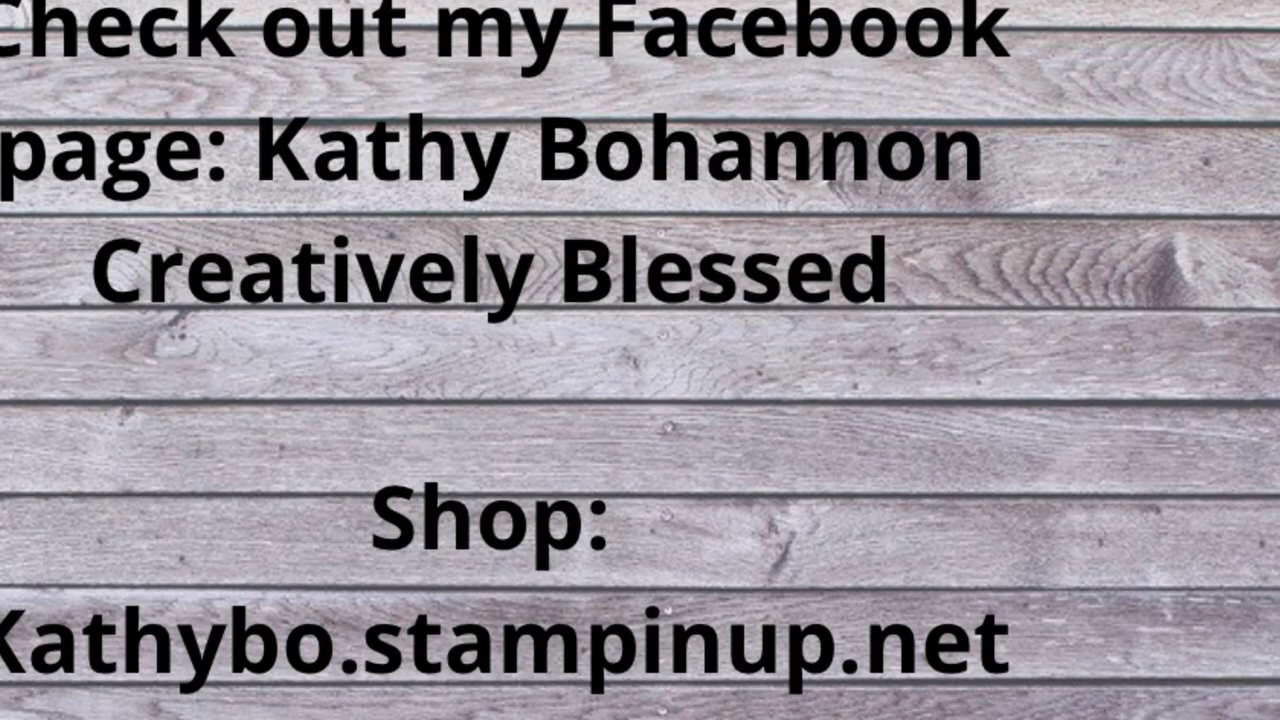 Check out my Facebook
page: Kathy Bohannon
Creatively Blessed
Shop:
Kathybo.stampinup.net